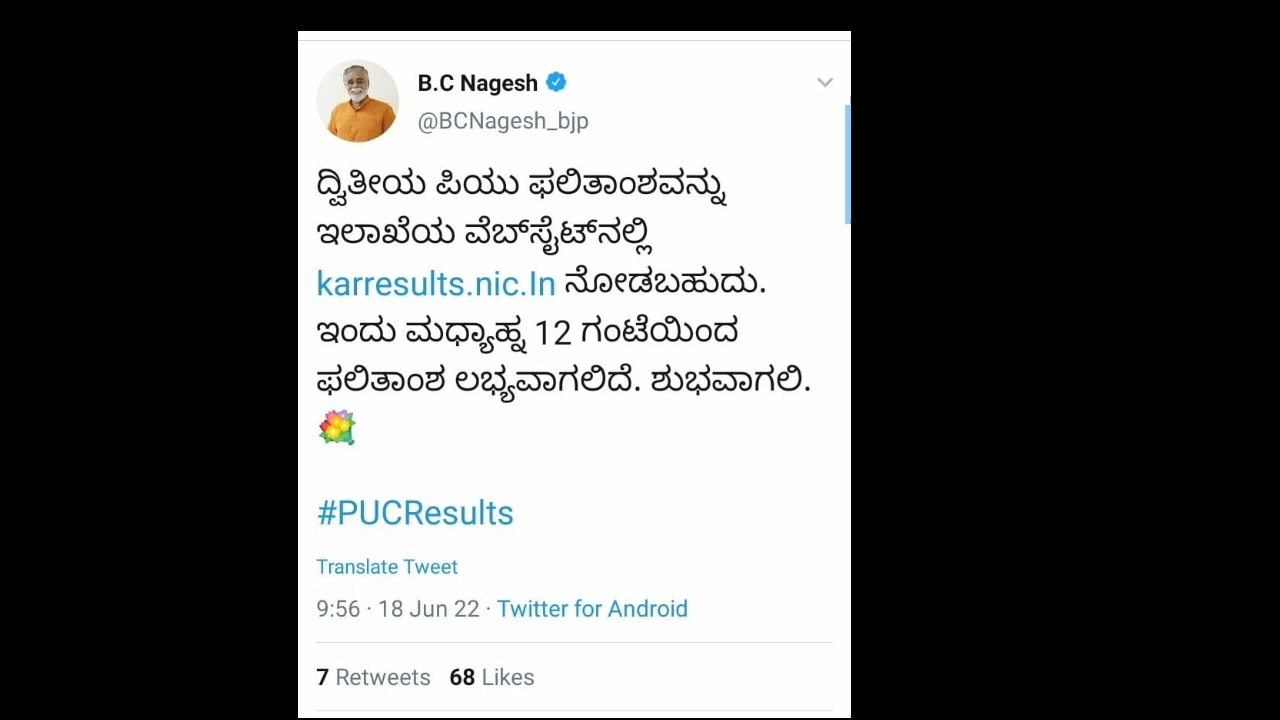 B.C Nagesh
@BCNagesh_bjp
ದ್ವಿತೀಯ ಪಿಯು ಫಲಿತಾಂಶವನ್ನು
ಇಲಾಖೆಯ ವೆಬ್‌ಸೈಟ್‌ನಲ್ಲಿ
karresults.nic.In ನೋಡಬಹುದು.
ಇಂದು ಮಧ್ಯಾಹ್ನ 12 ಗಂಟೆಯಿಂದ
ಫಲಿತಾಂಶ ಲಭ್ಯವಾಗಲಿದೆ. ಶುಭವಾಗಲಿ.
💐
#PUCResults
Translate Tweet
9:56 · 18 Jun 22 · Twitter for Android
7 Retweets 68 Likes